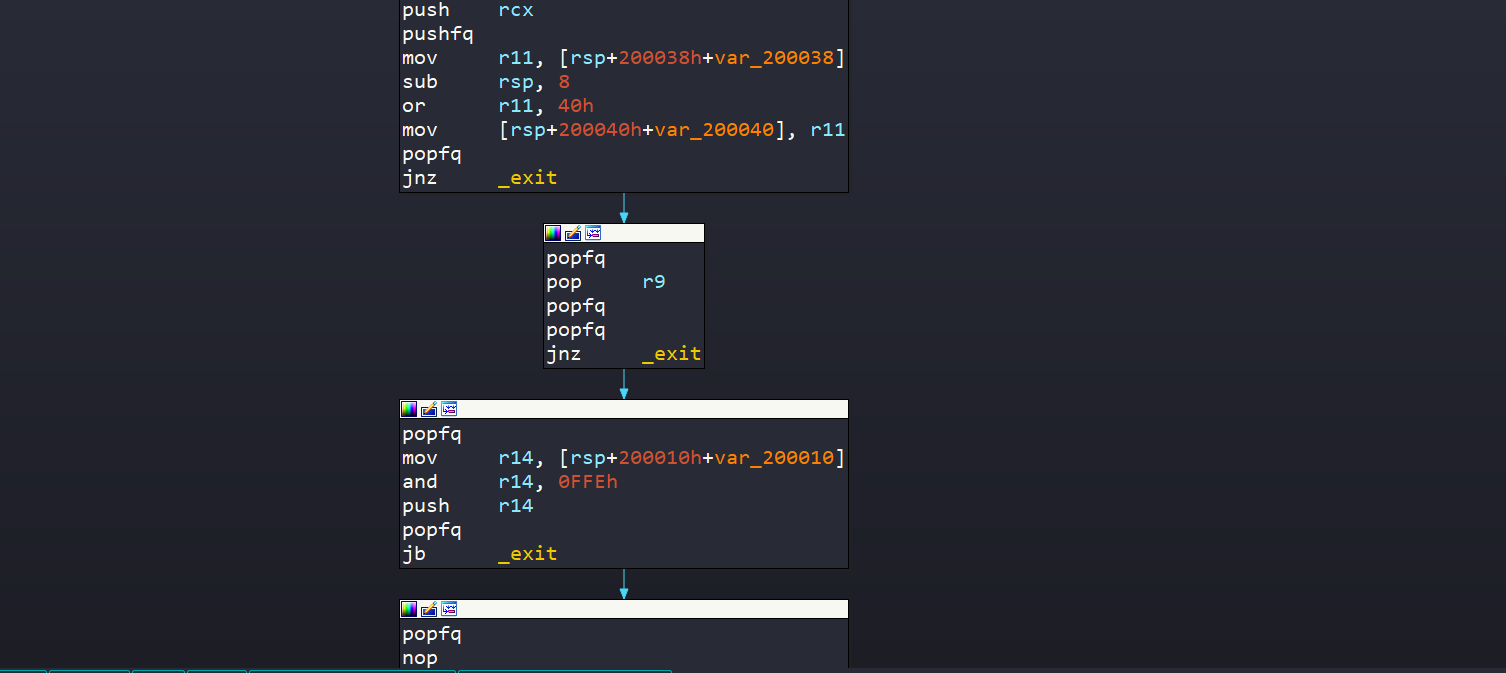 push rcx
pushfq
mov r11, [rsp+200038h+var_200038]
sub rsp, 8
or r11, 40h
mov [rsp+200040h+var_200040], r11
popfq
jnz _exit
popfq
pop r9
popfq
popfq
jnz _exit
popfq
mov r14, [rsp+200010h+var_200010]
and r14, 0FFEh
push r14
popfq
jb _exit
popfq
nop